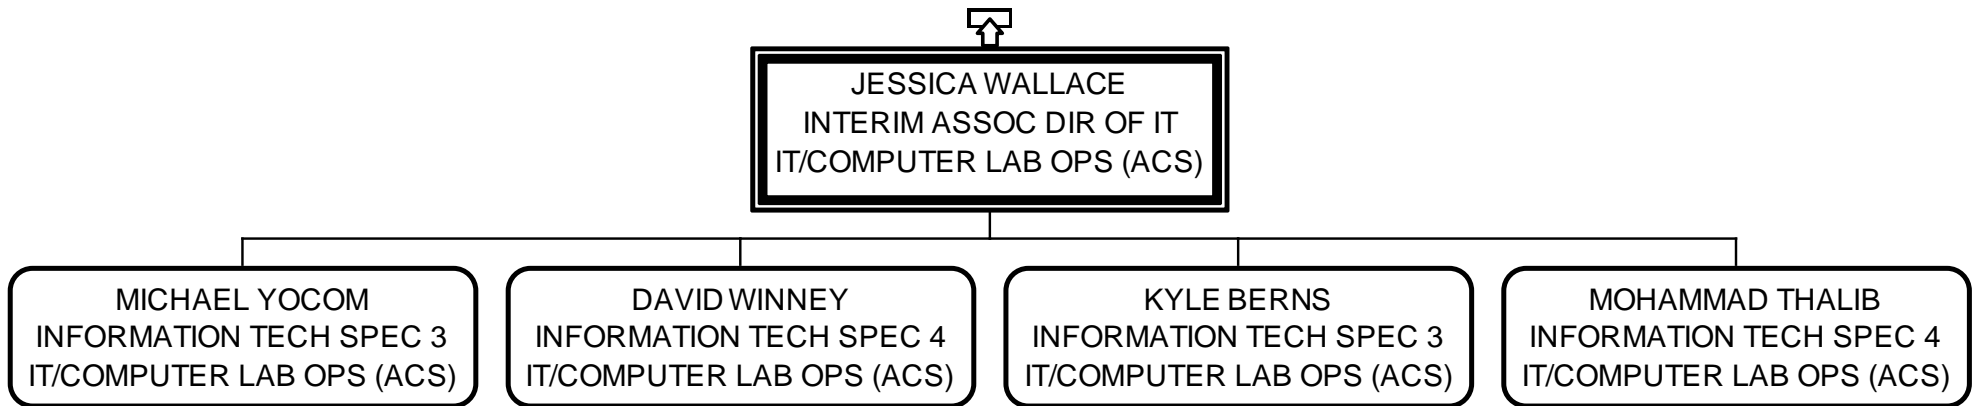 JESSICA WALLACE
INTERIM ASSOC DIR OF IT
IT/COMPUTER LAB OPS (ACS)
MICHAEL YOCOM
INFORMATION TECH SPEC 3
IT/COMPUTER LAB OPS (ACS)
DAVID WINNEY
INFORMATION TECH SPEC 4
IT/COMPUTER LAB OPS (ACS)
KYLE BERNS
INFORMATION TECH SPEC 3
IT/COMPUTER LAB OPS (ACS)
MOHAMMAD THALIB
INFORMATION TECH SPEC 4
IT/COMPUTER LAB OPS (ACS)